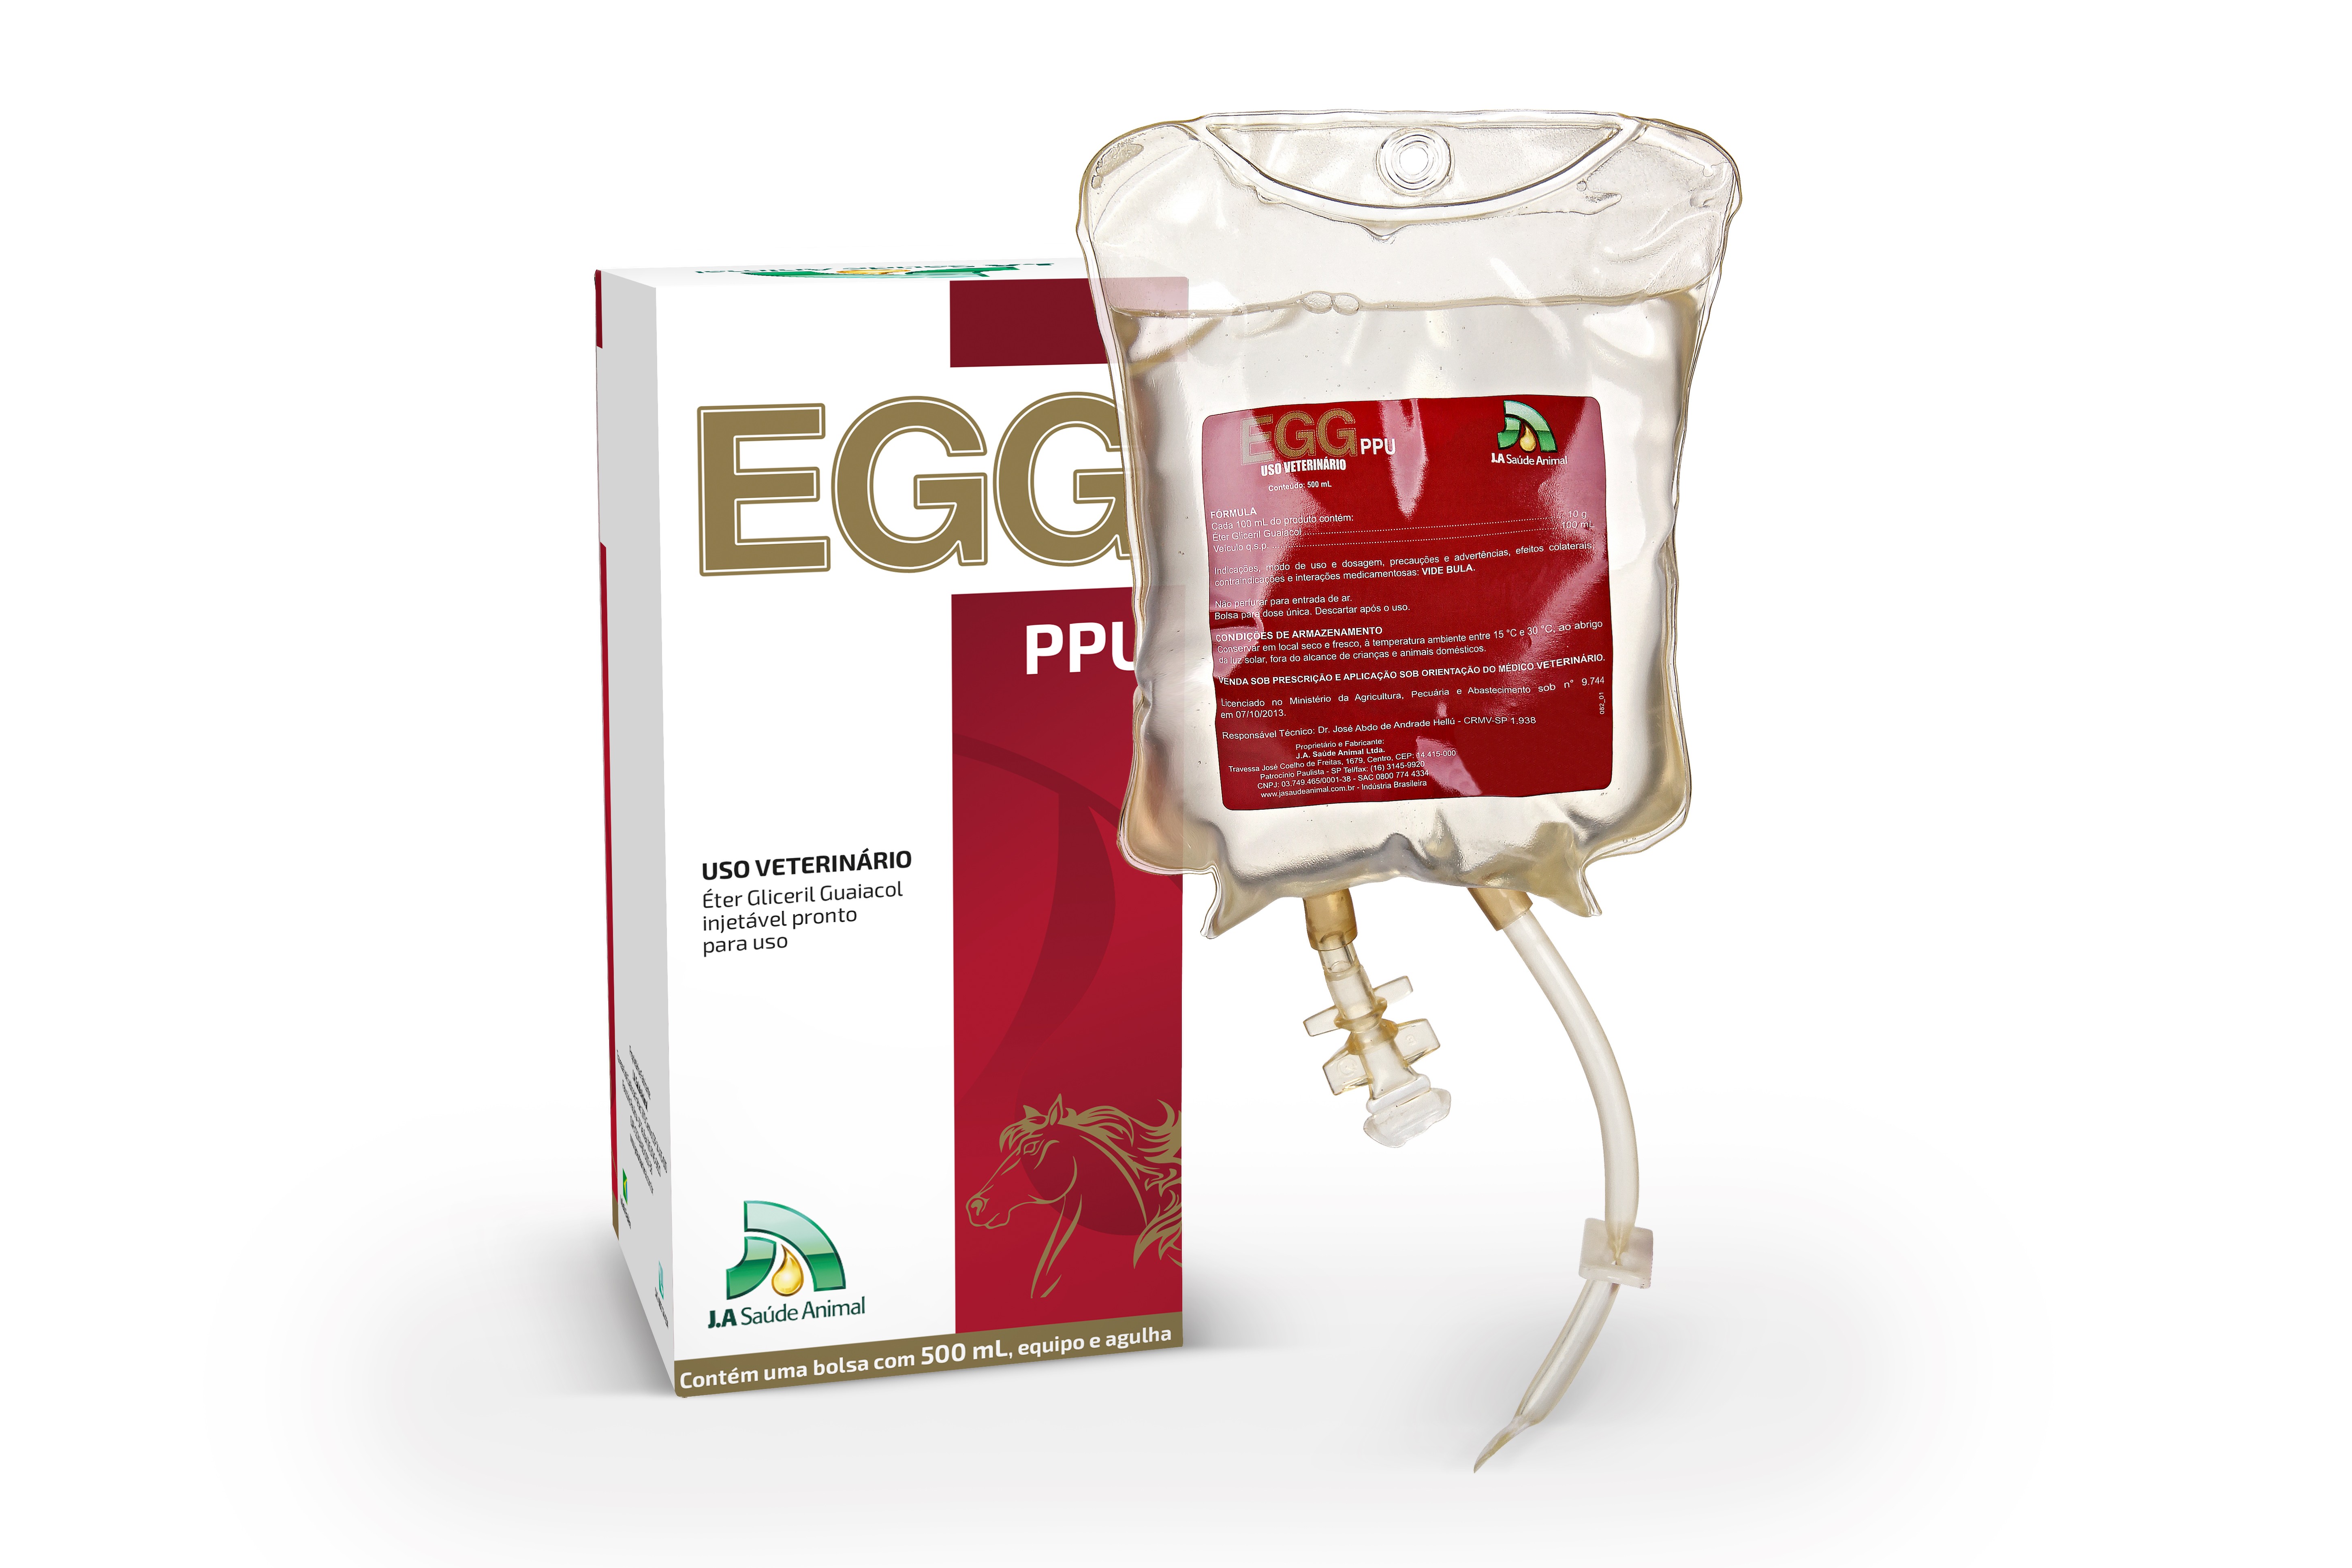 J.A Saúde Animal
EGG
PPU
USO VETERINÁRIO
Éter Gliceril Guaiacol
injetável pronto
para uso
J.A Saúde Animal
Contém uma bolsa com 500 mL, equipo e agulha
EGG PPU
USO VETERINÁRIO
Conteúdo: 500 mL
J.A Saúde Animal
FÓRMULA
Cada 100 mL do produto contém:
Éter Gliceril Guaiacol........................10 g
Veículo q.s.p........................100 mL
Indicações, modo de uso e dosagem, precauções e advertências, efeitos colaterais,
contraindicações e interações medicamentosas: VIDE BULA.
Não perfurar para entrada de ar.
Bolsa para dose única. Descartar após o uso.
CONDIÇÕES DE ARMAZENAMENTO
Conservar em local seco e fresco, à temperatura ambiente entre 15 °C e 30 °C, ao abrigo
da luz solar, fora do alcance de crianças e animais domésticos.
VENDA SOB PRESCRIÇÃO E APLICAÇÃO SOB ORIENTAÇÃO DO MÉDICO VETERINÁRIO.
Licenciado no Ministério da Agricultura, Pecuária e Abastecimento sob n° 9.744
em 07/10/2013.
082_01
Responsável Técnico: Dr. José Abdo de Andrade Hellú - CRMV-SP 1.938
Proprietário e Fabricante:
J.A. Saúde Animal Ltda.
Travessa José Coelho de Freitas, 1679, Centro, CEP: 14.415-000
Patrocínio Paulista - SP Tel/fax: (16) 3145-9920
CNPJ: 03.749.465/0001-38 - SAC 0800 774 4334
www.jasaudeanimal.com.br - Indústria Brasileira